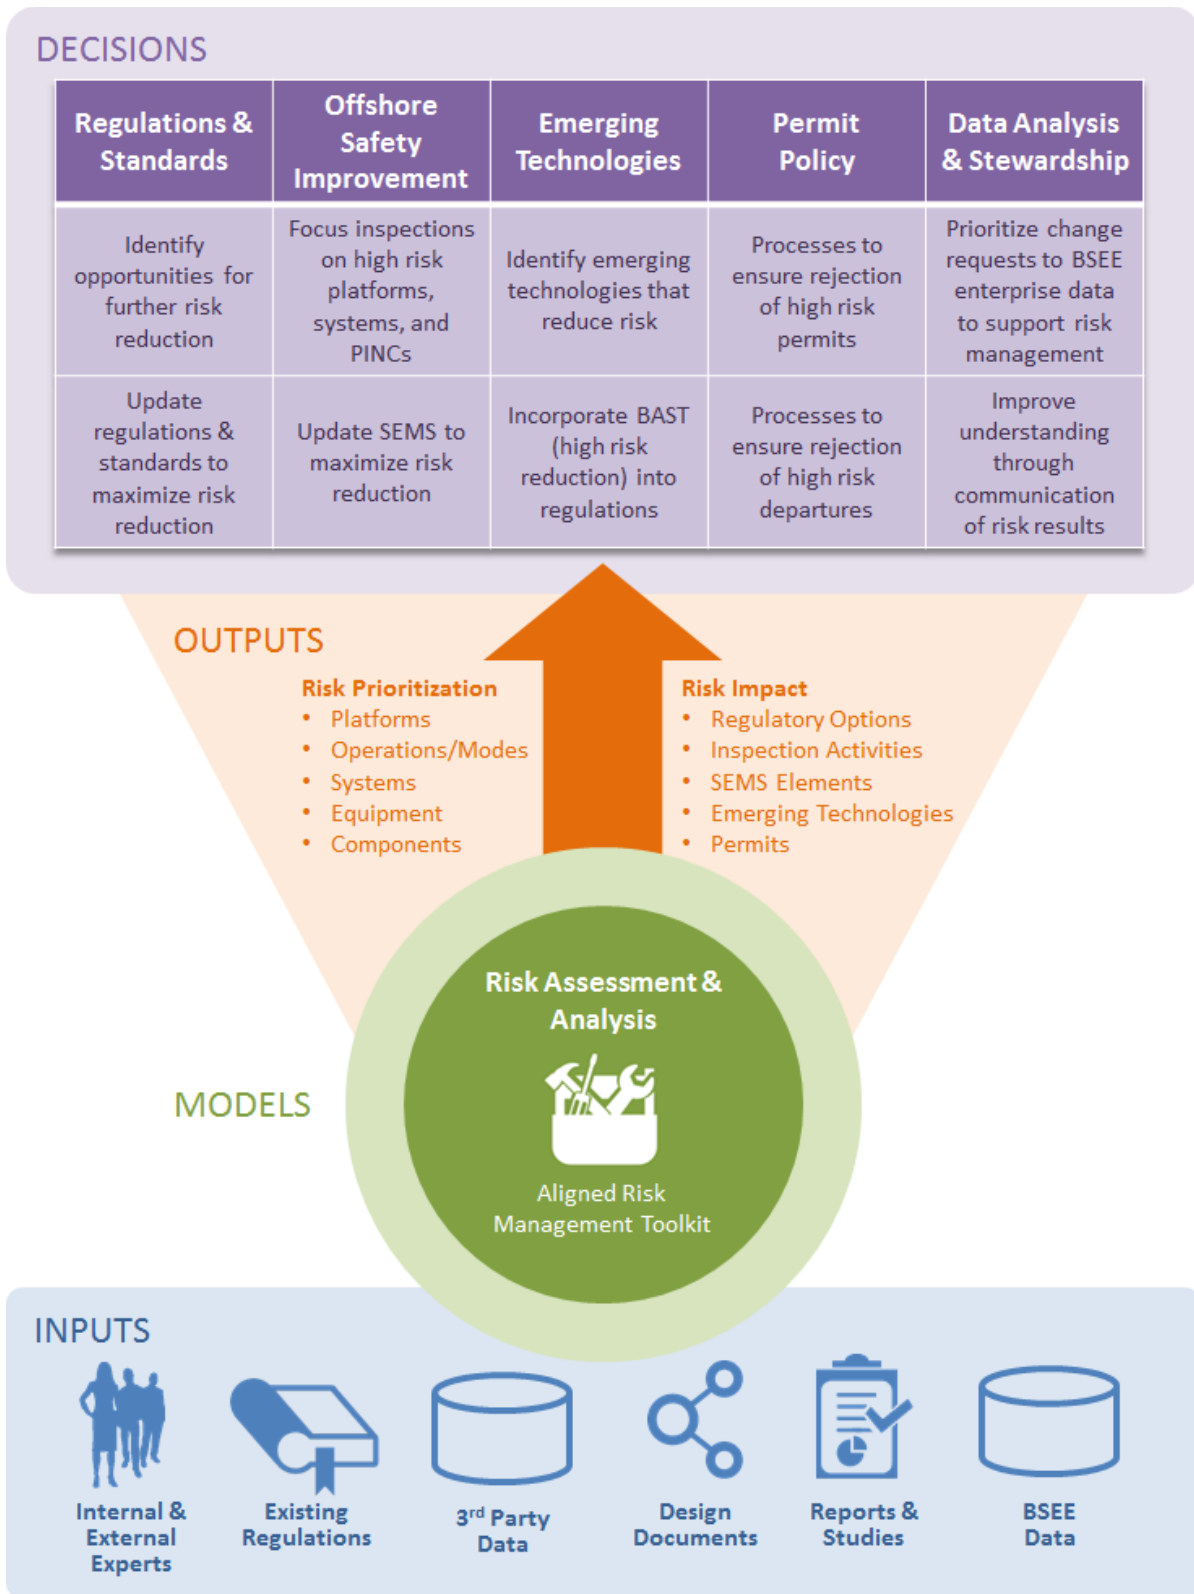 DECISIONS
Regulations &
Standards
Offshore
Safety
Improvement
Emerging
Technologies
Permit
Policy
Data Analysis
& Stewardship
Identify
opportunities for
further risk
reduction
Focus inspections
on high risk
platforms,
systems, and
PINCs
Identify emerging
technologies that
reduce risk
Processes to
ensure rejection
of high risk
permits
Prioritize change
requests to BSEE
enterprise data
to support risk
management
Update
regulations &
standards to
maximize risk
reduction
Update SEMS to
maximize risk
reduction
Incorporate BAST
(high risk
reduction) into
regulations
Processes to
ensure rejection
of high risk
departures
Improve
understanding
through
communication
of risk results
OUTPUTS
Risk Prioritization
• Platforms
• Operations/Modes
• Systems
• Equipment
• Components
Risk Impact
• Regulatory Options
• Inspection Activities
• SEMS Elements
• Emerging Technologies
• Permits
Risk Assessment &
Analysis
MODELS
Aligned Risk
Management Toolkit
INPUTS
Internal &
External
Experts
Existing
Regulations
3rd Party
Data
Design
Documents
Reports &
Studies
BSEE
Data